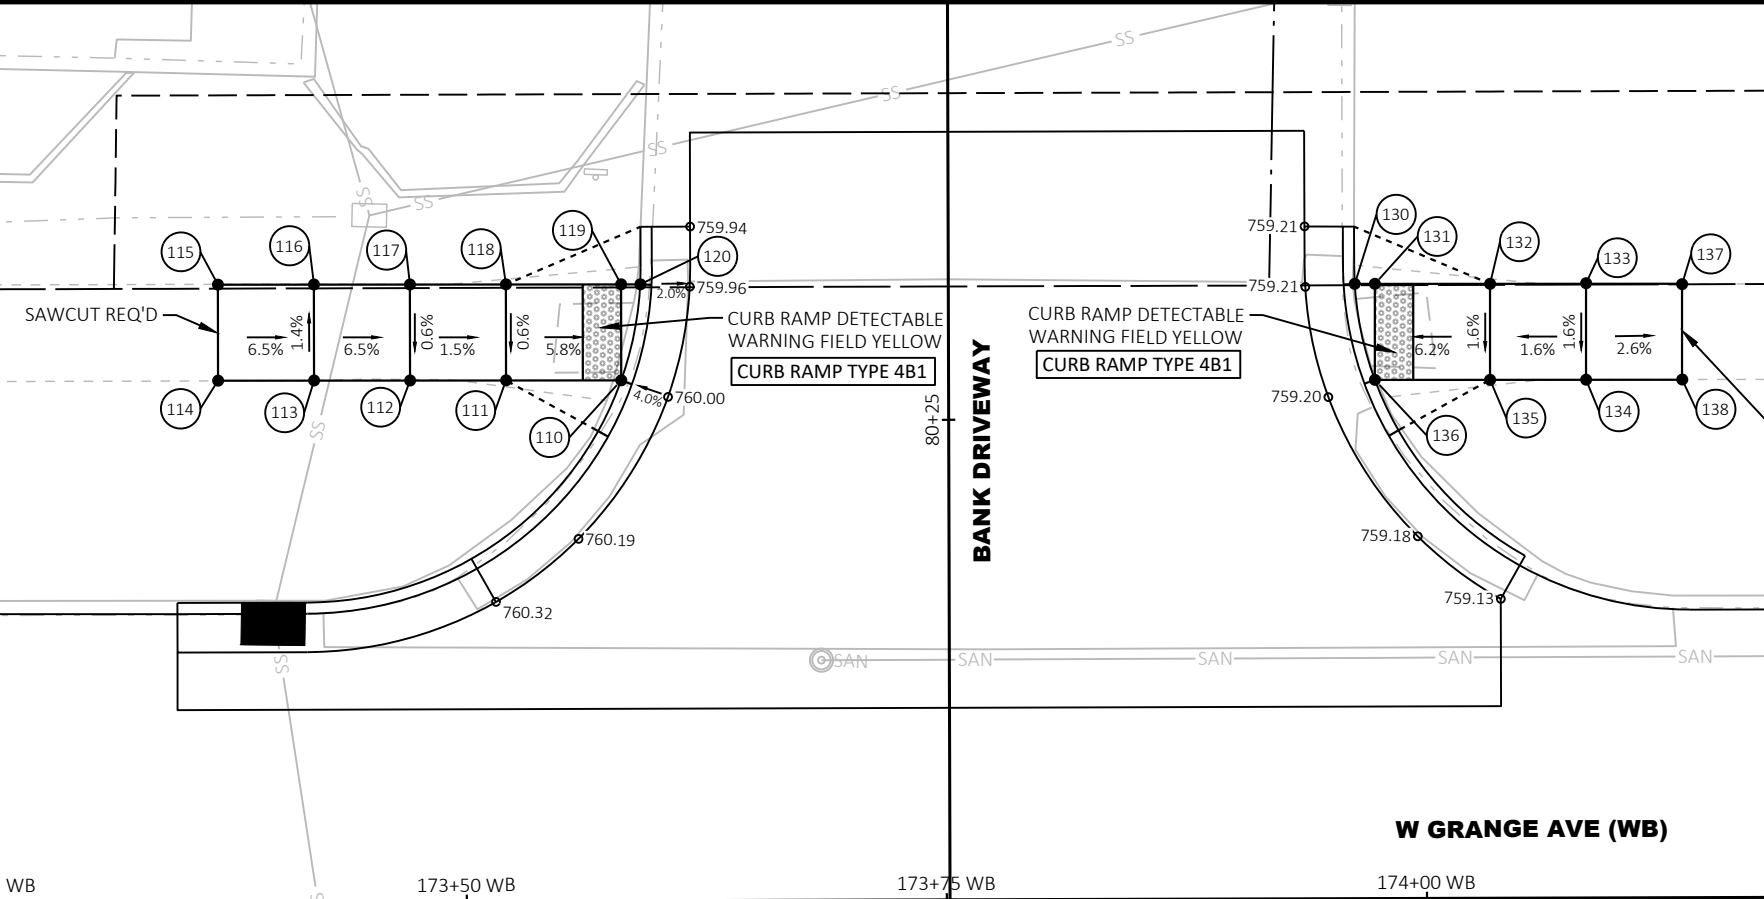 SS
SS
SS
SS
SS
759.94
759.21
119
130
131
132
133
137
115
116
117
118
120
2.0%
759.96
759.21
SAWCUT REQ'D
6.5%
1.4%
6.5%
0.6%
1.5%
0.6%
5.8%
CURB RAMP DETECTABLE
WARNING FIELD YELLOW
CURB RAMP TYPE 4B1
CURB RAMP DETECTABLE
WARNING FIELD YELLOW
CURB RAMP TYPE 4B1
6.2%
1.6%
1.6%
1.6%
2.6%
114
113
112
111
110
4.0%
760.00
759.20
136
135
134
138
SS
80+25
BANK DRIVEWAY
760.19
759.18
760.32
759.13
SS
SAN
SAN
SAN
SAN
SAN
W GRANGE AVE (WB)
WB
173+50 WB
173+75 WB
174+00 WB
SS